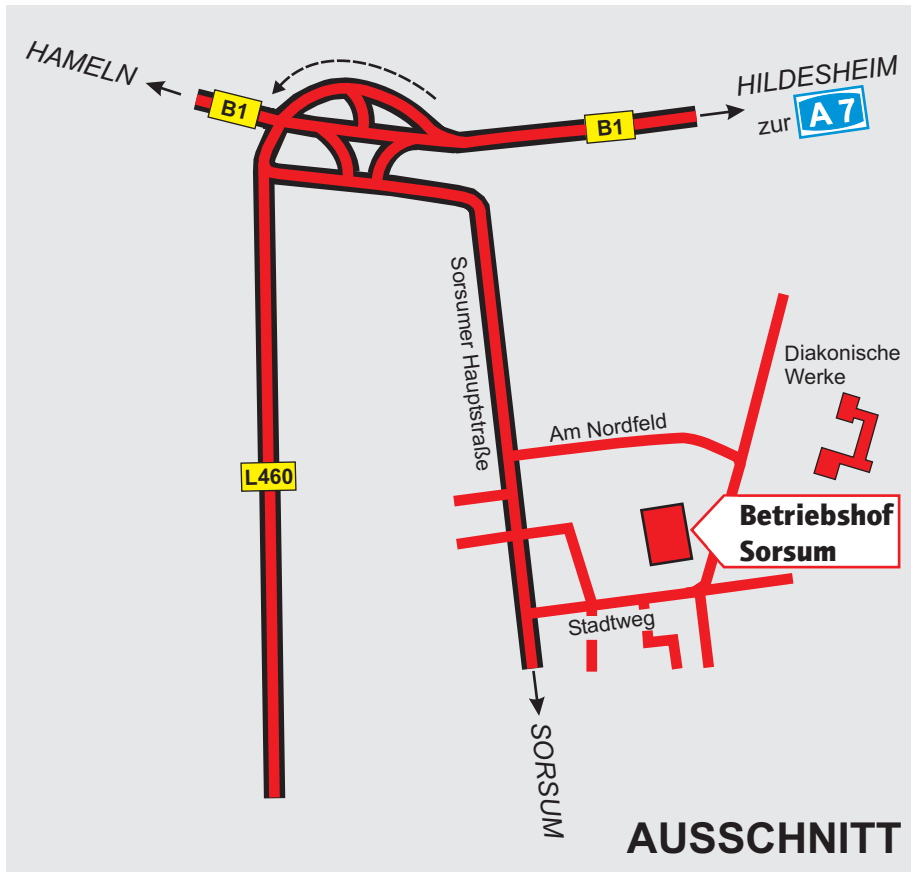 HAMELN
B1
B1
HILDESHEIM
zur A 7
Sorsumer Hauptstraße
Diakonische
Werke
Am Nordfeld
L460
Betriebshof
Sorsum
Stadtweg
SORSUM
AUSSCHNITT